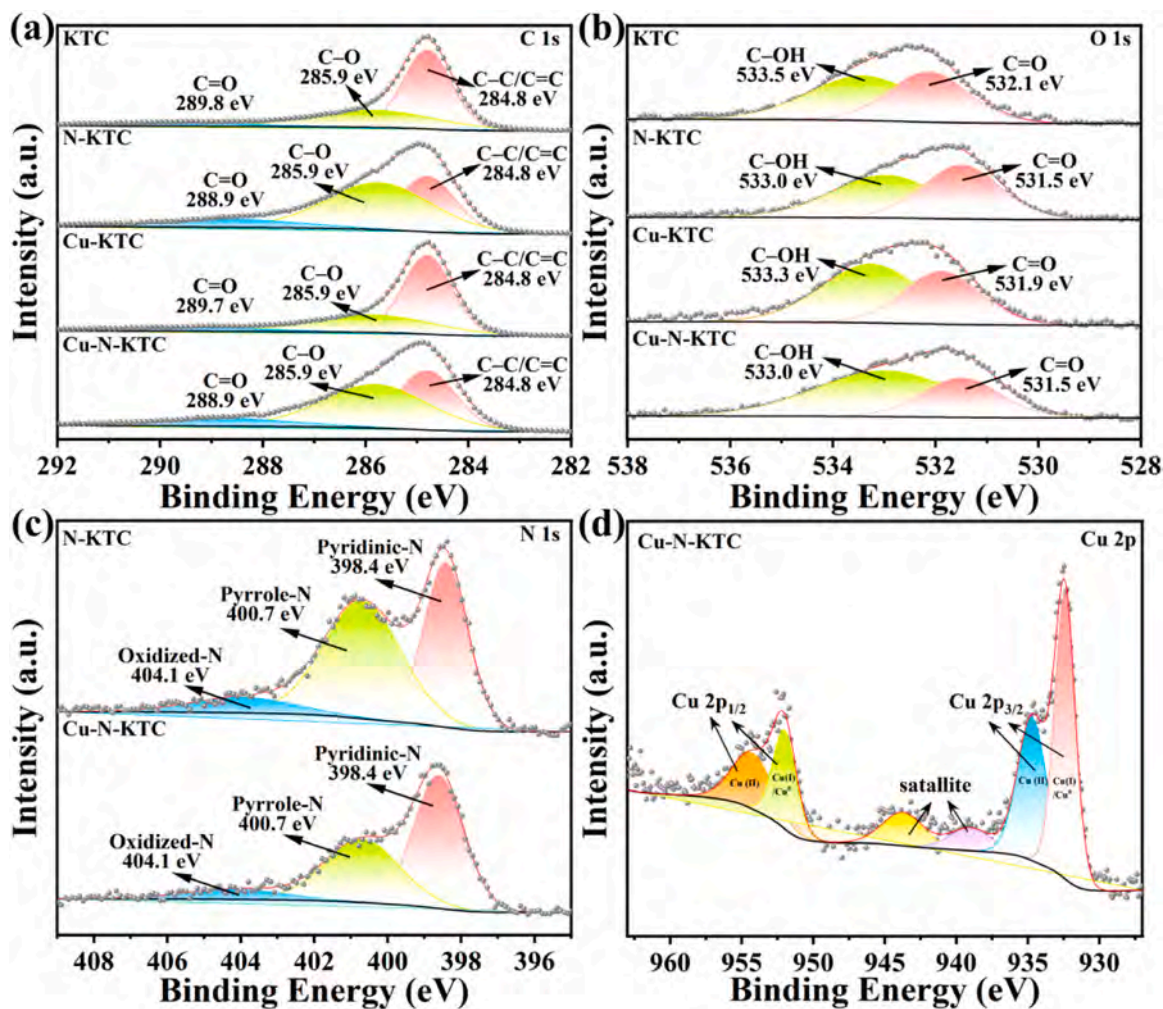 (a)
KTC
C 1s
C=O
289.8 eV
C–O
285.9 eV
C–C/C=C
284.8 eV
N-KTC
C=O
288.9 eV
C–O
285.9 eV
C–C/C=C
284.8 eV
Cu-KTC
C=O
289.7 eV
C–O
285.9 eV
C–C/C=C
284.8 eV
Cu-N-KTC
C=O
288.9 eV
C–O
285.9 eV
C–C/C=C
284.8 eV
Intensity (a.u.)
292 290 288 286 284 282
Binding Energy (eV)
(b)
KTC
O 1s
C–OH
533.5 eV
C=O
532.1 eV
N-KTC
C–OH
533.0 eV
C=O
531.5 eV
Cu-KTC
C–OH
533.3 eV
C=O
531.9 eV
Cu-N-KTC
C–OH
533.0 eV
C=O
531.5 eV
Intensity (a.u.)
538 536 534 532 530 528
Binding Energy (eV)
(c)
N-KTC
N 1s
Pyridinic-N
398.4 eV
Pyrrole-N
400.7 eV
Oxidized-N
404.1 eV
Cu-N-KTC
Pyridinic-N
398.4 eV
Pyrrole-N
400.7 eV
Oxidized-N
404.1 eV
Intensity (a.u.)
408 406 404 402 400 398 396
Binding Energy (eV)
(d)
Cu-N-KTC
Cu 2p
Cu 2p1/2
Cu 2p3/2
Cu (II)
Cu(I)
/Cu⁰
satallite
Cu (II)
Cu(I)
/Cu⁰
Intensity (a.u.)
960 955 950 945 940 935 930
Binding Energy (eV)